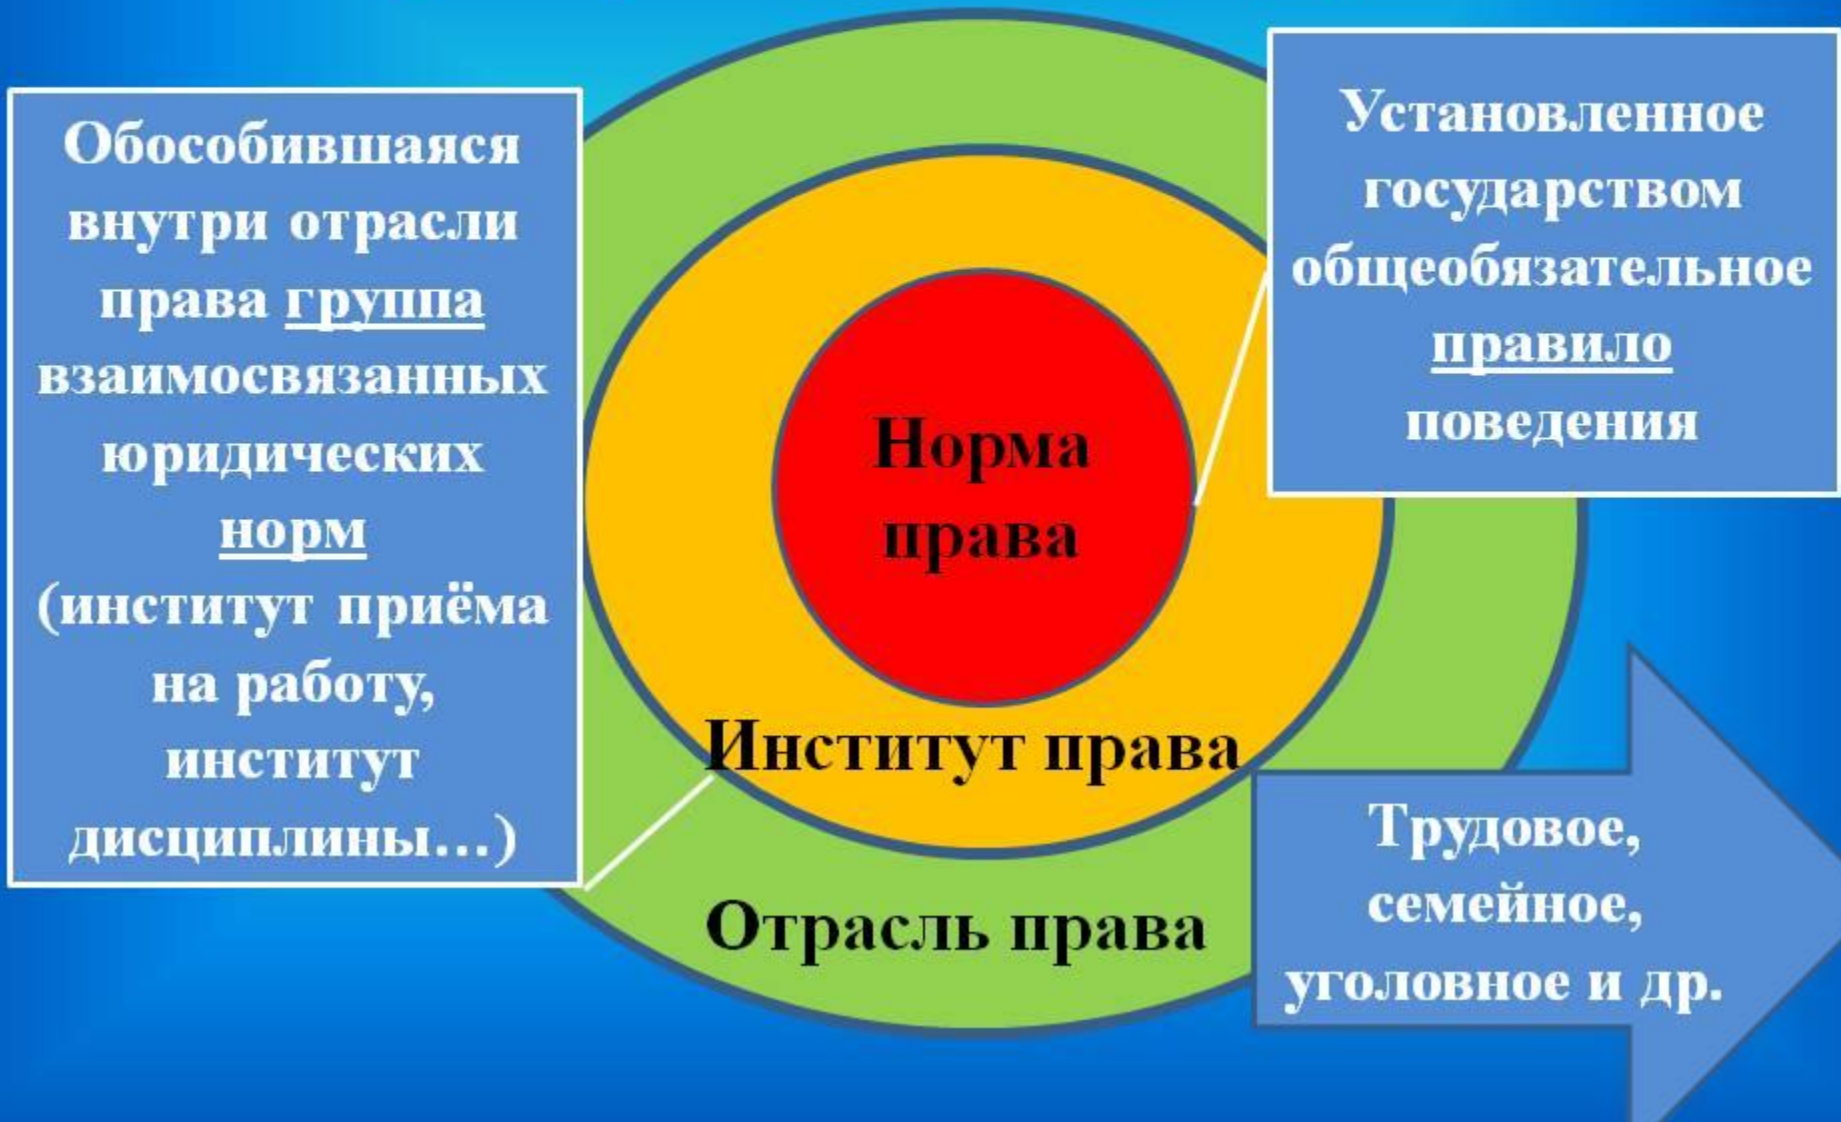 Обособившаяся
внутри отрасли
права группа
взаимосвязанных
юридических
норм
(институт приёма
на работу,
институт
дисциплины...)
Установленное
государством
общеобязательное
правило
поведения
Норма
права
Институт права
Отрасль права
Трудовое,
семейное,
уголовное и др.